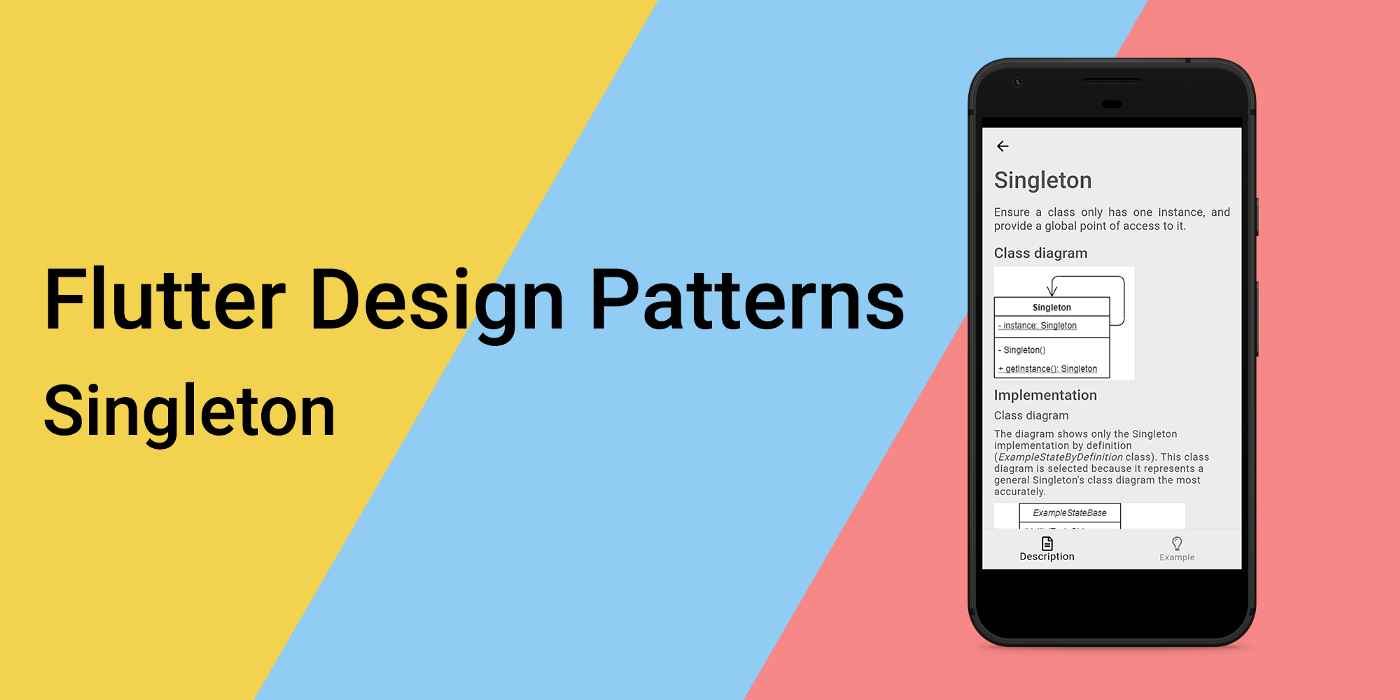 Flutter Design Patterns
Singleton
Singleton
Ensure a class only has one instance, and
provide a global point of access to it.
Class diagram
Singleton
- instance: Singleton
- Singleton()
+ getInstance(): Singleton
Implementation
Class diagram
The diagram shows only the Singleton
implementation by definition
(ExampleStateByDefinition class). This class
diagram is selected because it represents a
general Singleton's class diagram the most
accurately.
ExampleStateBase
Description
Example